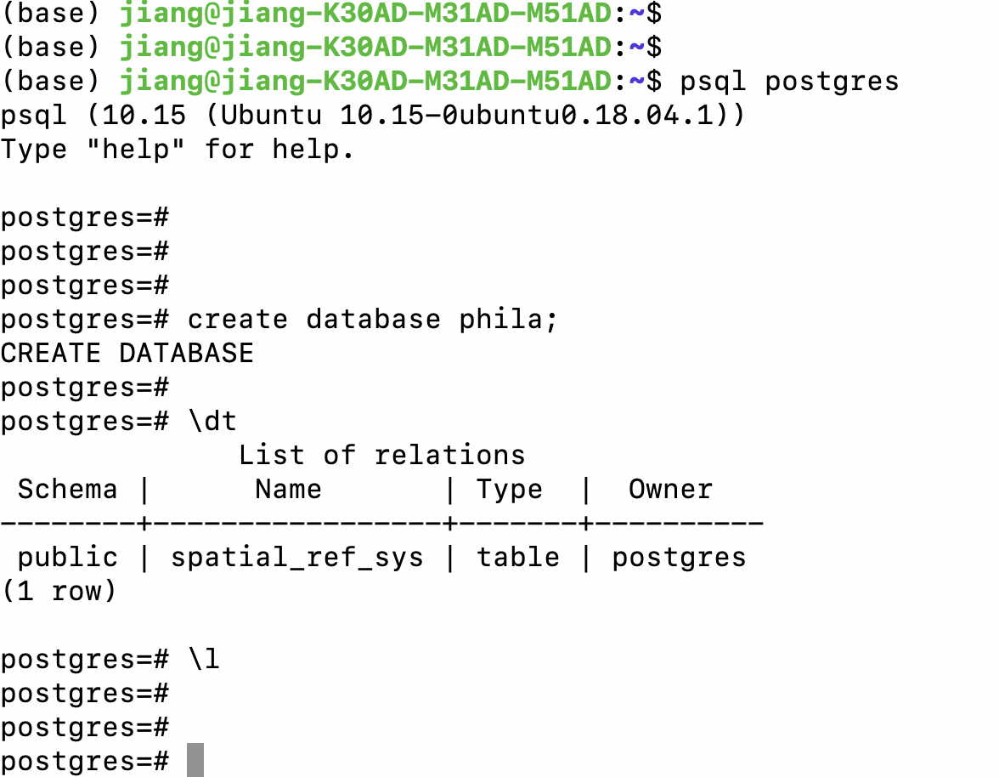 (base) jiang@jiang-K30AD-M31AD-M51AD:~$
(base) jiang@jiang-K30AD-M31AD-M51AD:~$
(base) jiang@jiang-K30AD-M31AD-M51AD:~$ psql postgres
psql (10.15 (Ubuntu 10.15-0ubuntu0.18.04.1))
Type "help" for help.

postgres=#
postgres=#
postgres=#
postgres=# create database phila;
CREATE DATABASE
postgres=#
postgres=# \dt
              List of relations
 Schema |      Name       | Type  |  Owner
--------+-----------------+-------+----------
 public | spatial_ref_sys | table | postgres
(1 row)

postgres=# \l
postgres=#
postgres=#
postgres=#